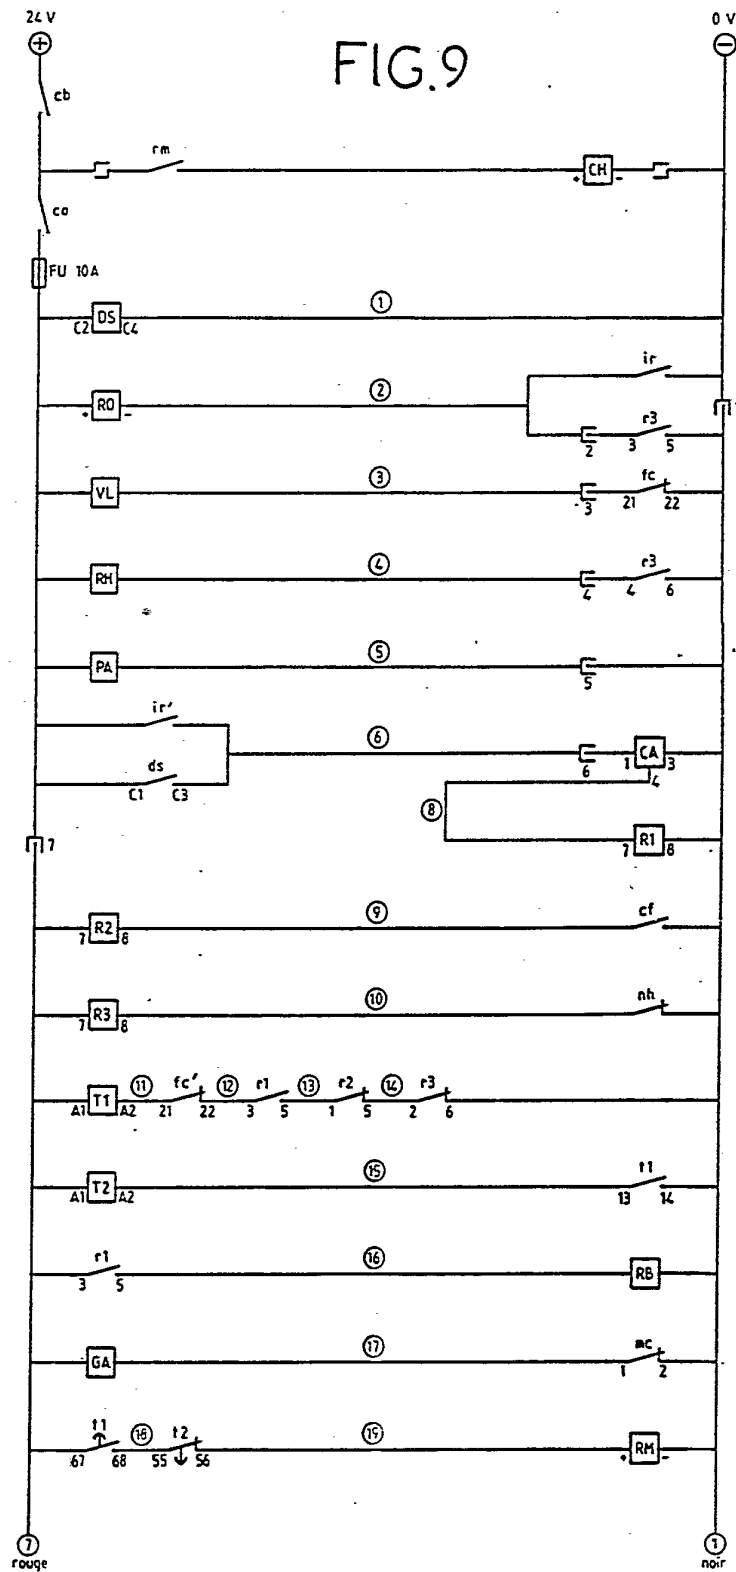 24 V
0 V
+
−
FIG.9
cb
rm
CH
+ -
ca
FU 10A
1
DS
C2 C4
ir
2
RO
+ -
r3
2 3 5
3
VL
fc
3 21 22
4
RH
r3
4 4 6
5
PA
5
ir'
6
ds
C1 C3
CA
6 1 3
4
8
R1
7 8
7
9
R2
7 8
cf
10
R3
7 8
nh
11 fc' 12 r1 13 r2 14 r3
T1
A1 A2 21 22 3 5 1 5 2 6
15
T2
A1 A2
t1
13 14
r1
3 5
16
RB
17
GA
mc
1 2
t1 18 t2
67 68 55 56
19
RM
+ -
7
rouge
1
noir